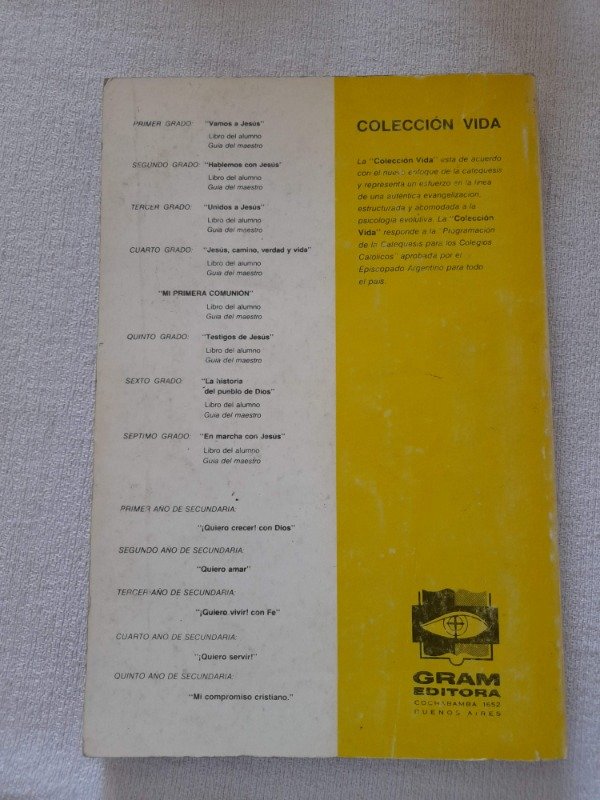 PRIMER GRADO: "Vamos a Jesús"
Libro del alumno
Guía del maestro
SEGUNDO GRADO: "Hablemos con Jesús"
Libro del alumno
Guía del maestro
TERCER GRADO: "Unidos a Jesús"
Libro del alumno
Guía del maestro
CUARTO GRADO: "Jesús, camino, verdad y vida"
Libro del alumno
Guía del maestro
"MI PRIMERA COMUNION"
Libro del alumno
Guía del maestro
QUINTO GRADO: "Testigos de Jesús"
Libro del alumno
Guía del maestro
SEXTO GRADO: "La historia
del pueblo de Dios"
Libro del alumno
Guía del maestro
SEPTIMO GRADO: "En marcha con Jesús"
Libro del alumno
Guía del maestro
PRIMER AÑO DE SECUNDARIA:
"¡Quiero crecer! con Dios"
SEGUNDO AÑO DE SECUNDARIA:
"Quiero amar"
TERCER AÑO DE SECUNDARIA:
"¡Quiero vivir! con Fe"
CUARTO AÑO DE SECUNDARIA:
"¡Quiero servir!"
QUINTO AÑO DE SECUNDARIA:
"Mi compromiso cristiano."
COLECCIÓN VIDA
La "Colección Vida" esta de acuerdo
con el nuevo enfoque de la catequesis
y representa un esfuerzo en la línea
de una auténtica evangelización,
estructurada y acomodada a la
psicología evolutiva. La "Colección
Vida" responde a la "Programación
de la Catequesis para los Colegios
Católicos" aprobada por el
Episcopado Argentino para todo
el país.
GRAM
EDITORA
COCHABAMBA 1652
BUENOS AIRES